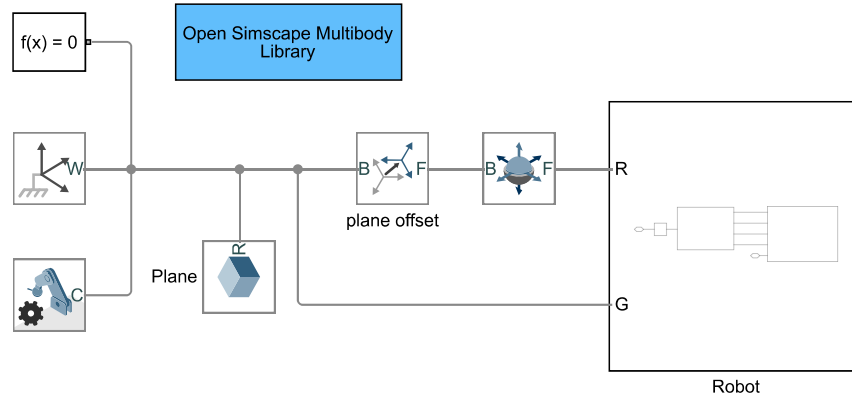 f(x) = 0
Open Simscape Multibody
Library
W
B
F
B
F
R
plane offset
R
Plane
C
G
Robot